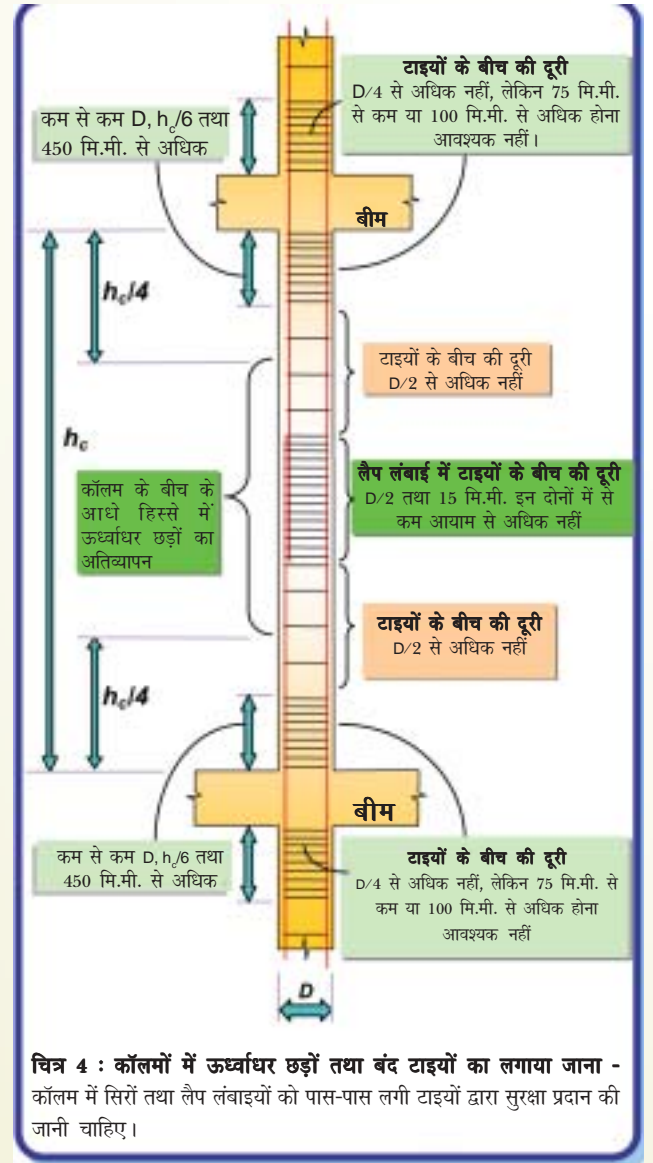 टाइयों के बीच की दूरी
D/4 से अधिक नहीं, लेकिन 75 मि.मी.
से कम या 100 मि.मी. से अधिक होना
आवश्यक नहीं।
कम से कम D, hc/6 तथा
450 मि.मी. से अधिक
बीम
hc/4
टाइयों के बीच की दूरी
D/2 से अधिक नहीं
hc
लैप लंबाई में टाइयों के बीच की दूरी
D/2 तथा 15 मि.मी. इन दोनों में से
कम आयाम से अधिक नहीं
कॉलम के बीच के
आधे हिस्से में
ऊर्ध्वाधर छड़ों का
अतिव्यापन
टाइयों के बीच की दूरी
D/2 से अधिक नहीं
hc/4
बीम
कम से कम D, hc/6 तथा
450 मि.मी. से अधिक
टाइयों के बीच की दूरी
D/4 से अधिक नहीं, लेकिन 75 मि.मी. से
कम या 100 मि.मी. से अधिक होना
आवश्यक नहीं
D
चित्र 4 : कॉलमों में ऊर्ध्वाधर छड़ों तथा बंद टाइयों का लगाया जाना -
कॉलम में सिरों तथा लैप लंबाइयों को पास-पास लगी टाइयों द्वारा सुरक्षा प्रदान की
जानी चाहिए।